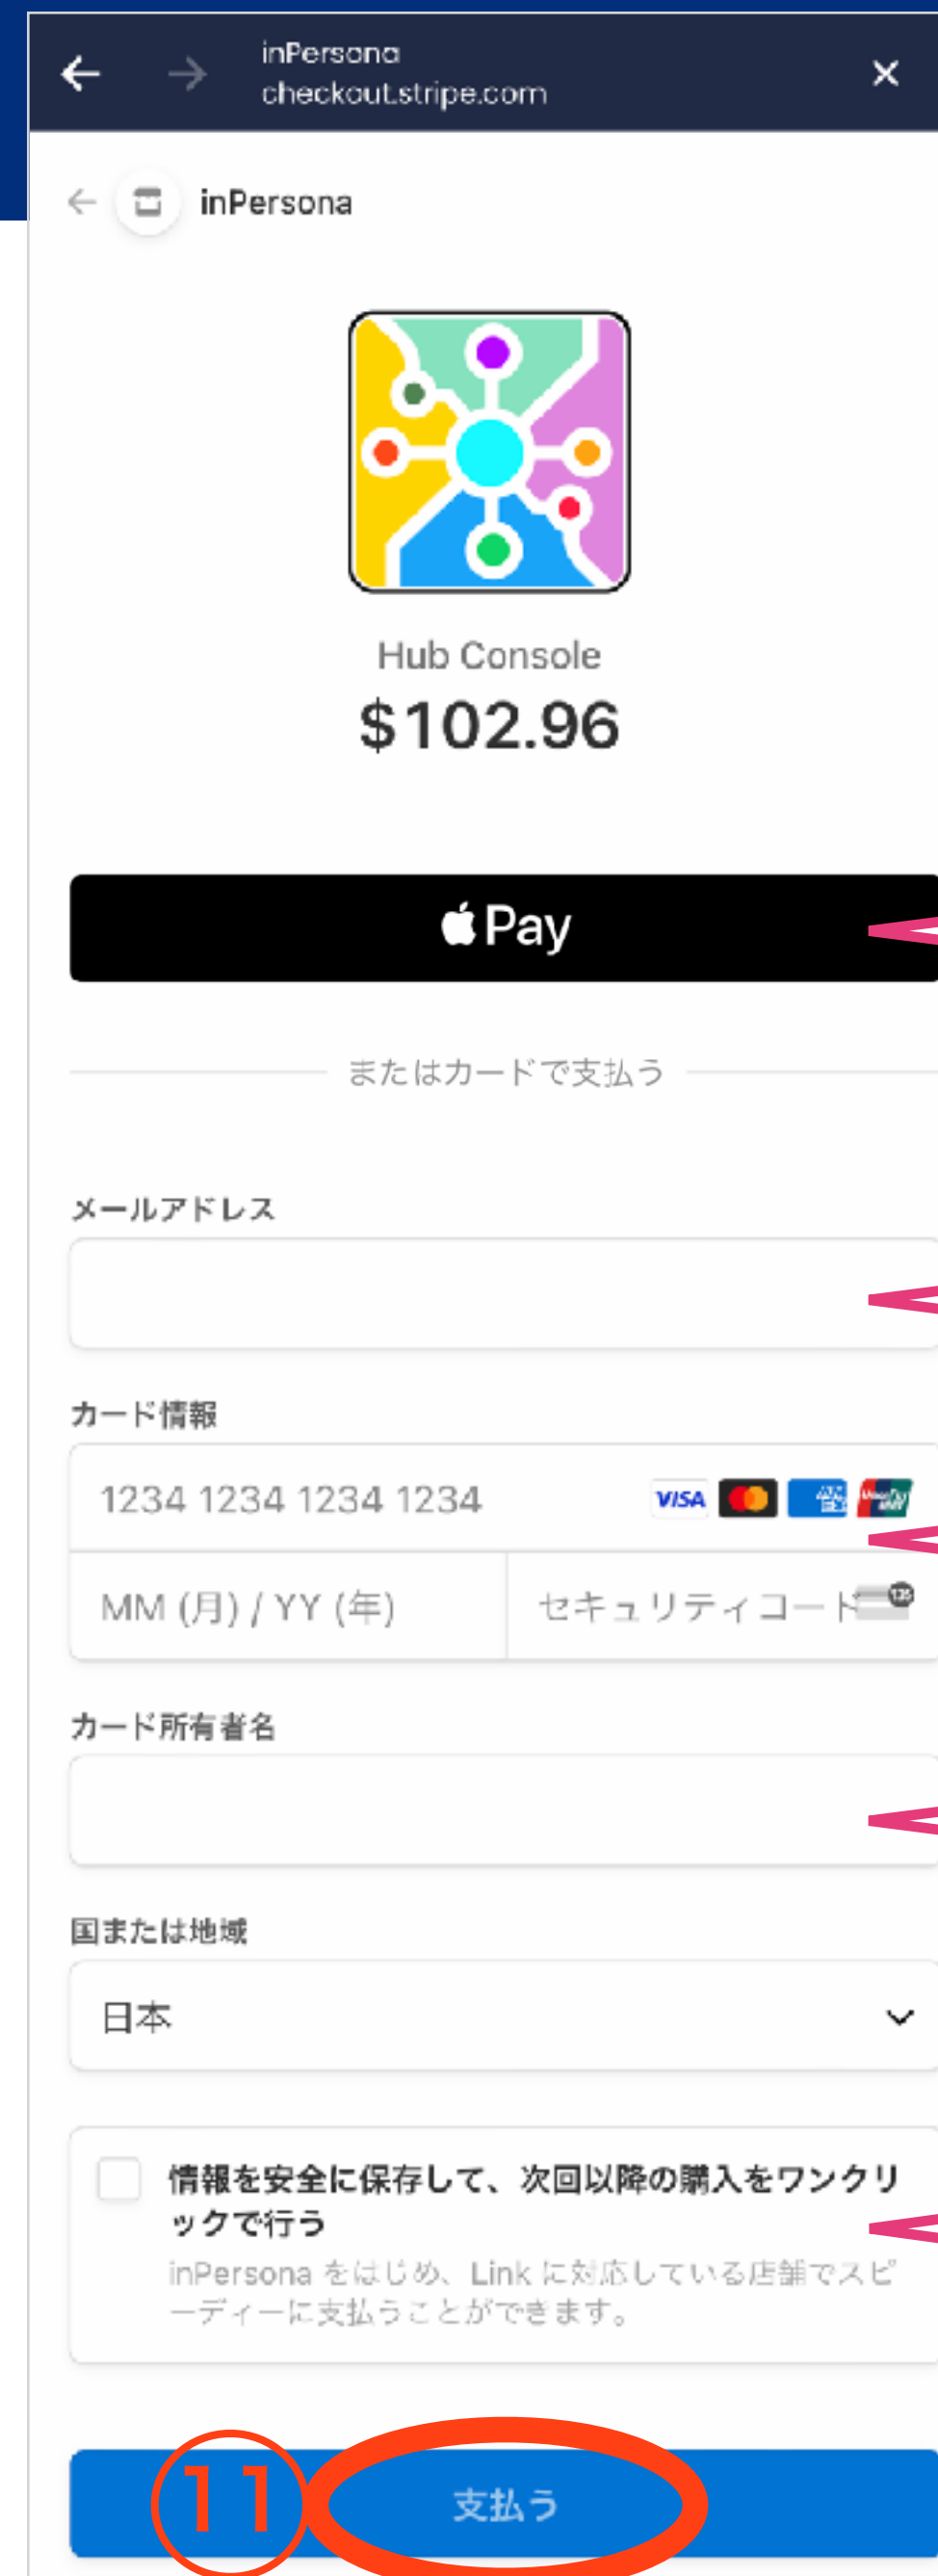 inPersona
checkout.stripe.com
inPersona
Hub Console
$102.96
Pay
またはカードで支払う
メールアドレス
カード情報
1234 1234 1234 1234
VISA
MM (月) / YY (年)
セキュリティコード
カード所有者名
国または地域
日本
情報を安全に保存して、次回以降の購入をワンクリ
ックで行う
inPersona をはじめ、Link に対応している店舗でスピ
ーディーに支払うことができます。
11
支払う